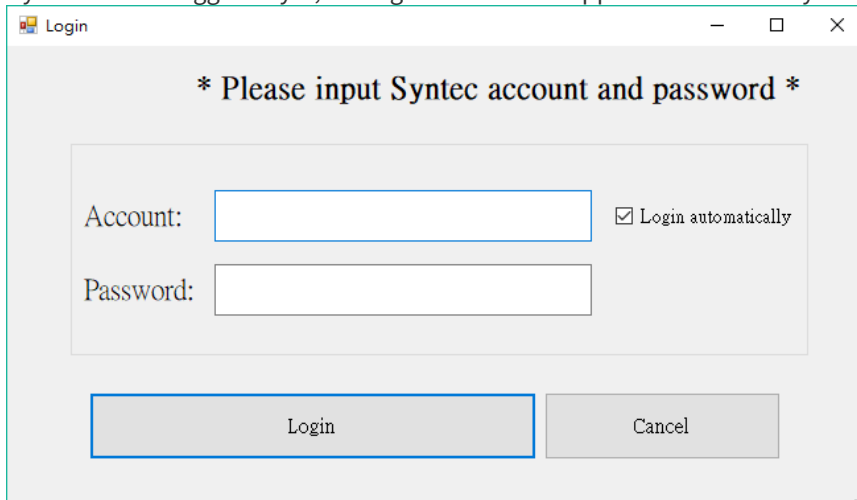 Login
* Please input Syntec account and password *
Account:
Login automatically
Password:
Login
Cancel